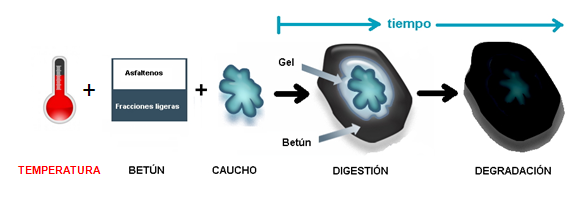 tiempo
Asfaltenos
Fracciones ligeras
+
+
Gel
Betún
TEMPERATURA
BETÚN
CAUCHO
DIGESTIÓN
DEGRADACIÓN